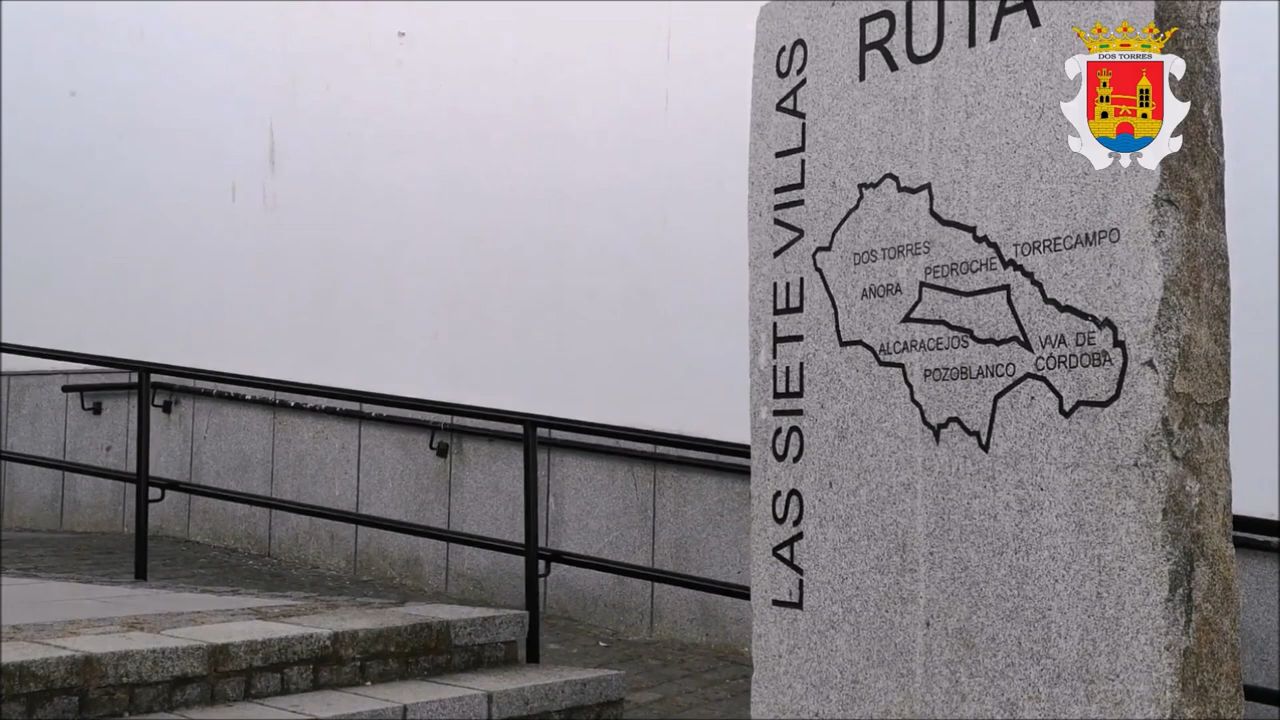 RUTA
LAS SIETE VILLAS
DOS TORRES
DOS TORRES
PEDROCHE
TORRECAMPO
AÑORA
ALCARACEJOS
VVA. DE
CÓRDOBA
POZOBLANCO